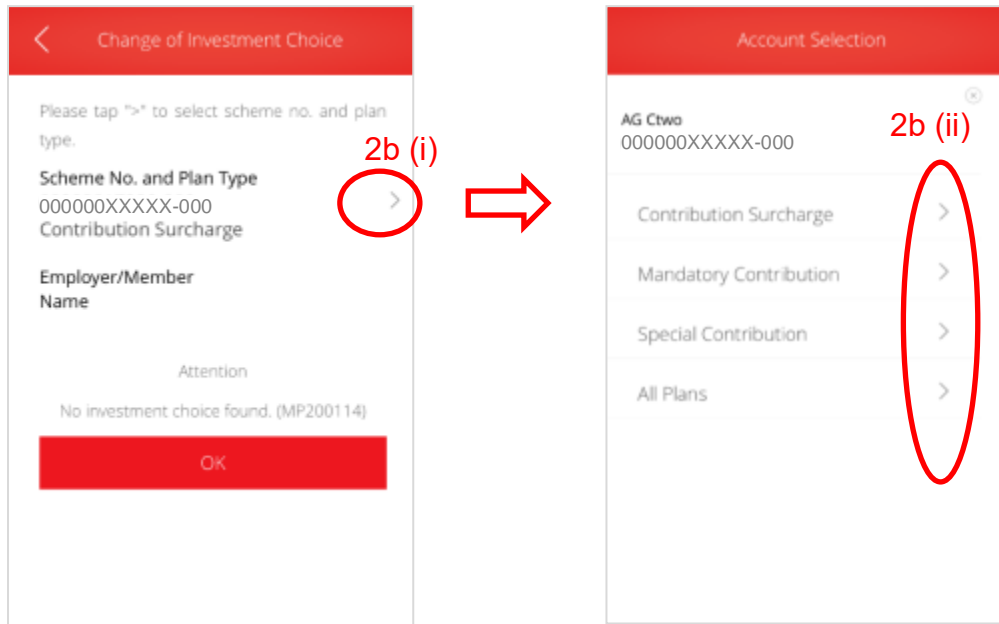 Change of Investment Choice
Please tap ">" to select scheme no. and plan
type.
2b (i)
Scheme No. and Plan Type
000000XXXXX-000
Contribution Surcharge
Employer/Member
Name
Attention
No investment choice found. (MP200114)
OK
Account Selection
AG Ctwo
000000XXXXX-000
2b (ii)
Contribution Surcharge
Mandatory Contribution
Special Contribution
All Plans